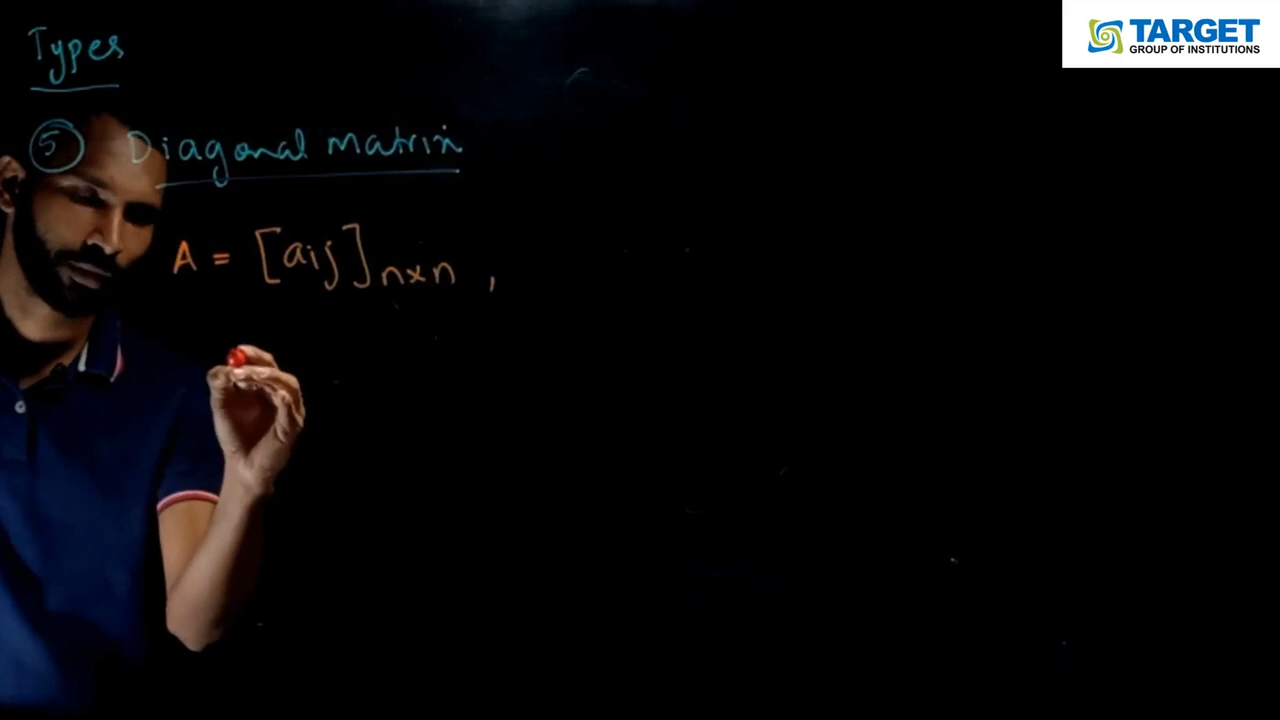 TARGET
GROUP OF INSTITUTIONS
Types
5 Diagonal matrix
A = [aij]n×n ,